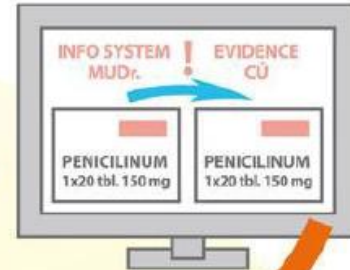 INFO SYSTEM
MUDr.
!
EVIDENCE
CÚ
PENICILINUM
1x20 tbl. 150 mg
PENICILINUM
1x20 tbl. 150 mg